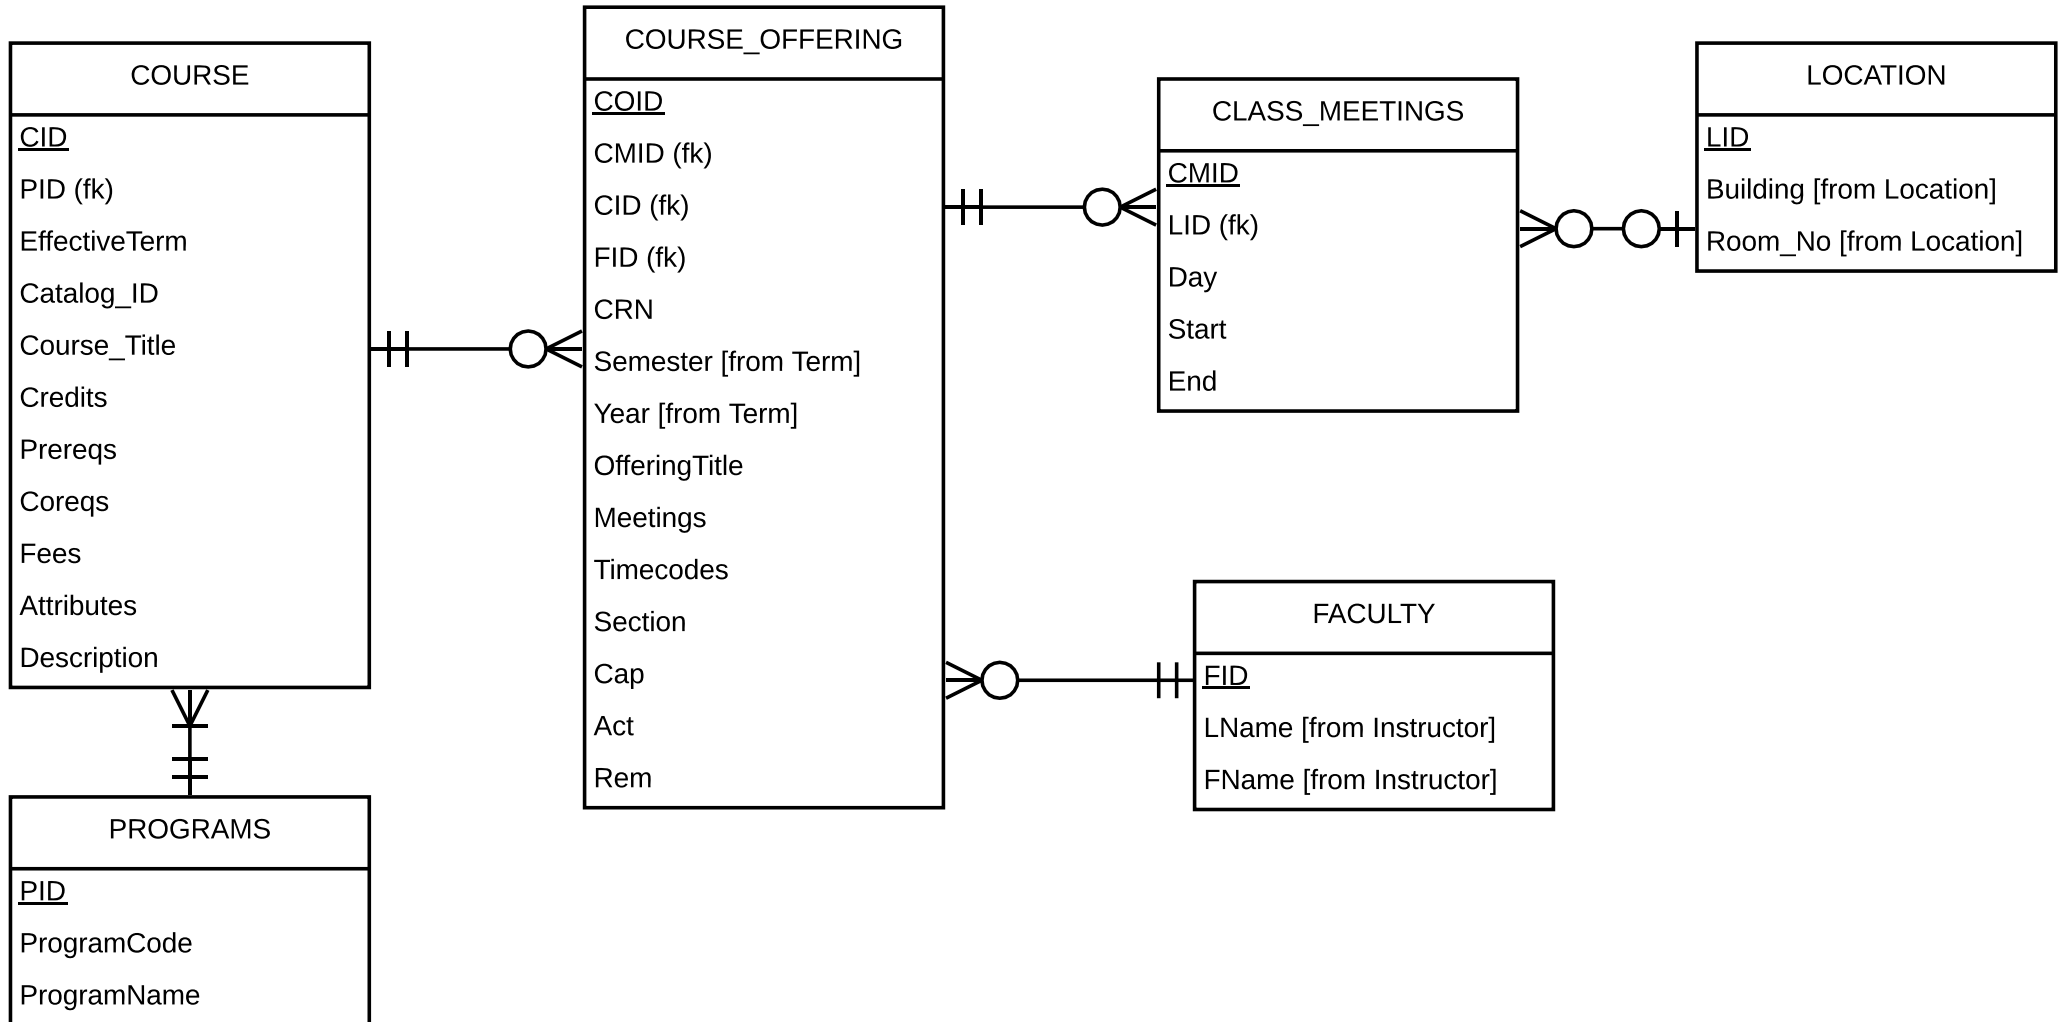 COURSE
CID
PID (fk)
EffectiveTerm
Catalog_ID
Course_Title
Credits
Prereqs
Coreqs
Fees
Attributes
Description
PROGRAMS
PID
ProgramCode
ProgramName
COURSE_OFFERING
COID
CMID (fk)
CID (fk)
FID (fk)
CRN
Semester [from Term]
Year [from Term]
OfferingTitle
Meetings
Timecodes
Section
Cap
Act
Rem
CLASS_MEETINGS
CMID
LID (fk)
Day
Start
End
FACULTY
FID
LName [from Instructor]
FName [from Instructor]
LOCATION
LID
Building [from Location]
Room_No [from Location]